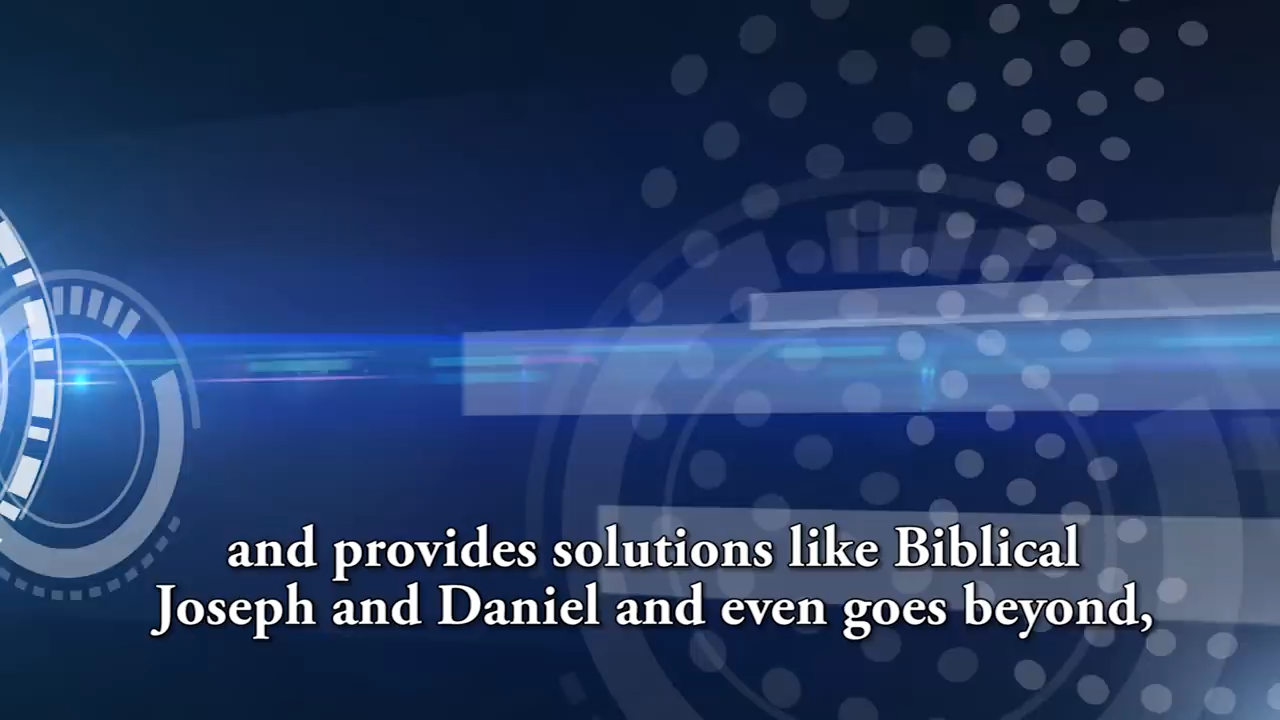 and provides solutions like Biblical
Joseph and Daniel and even goes beyond,